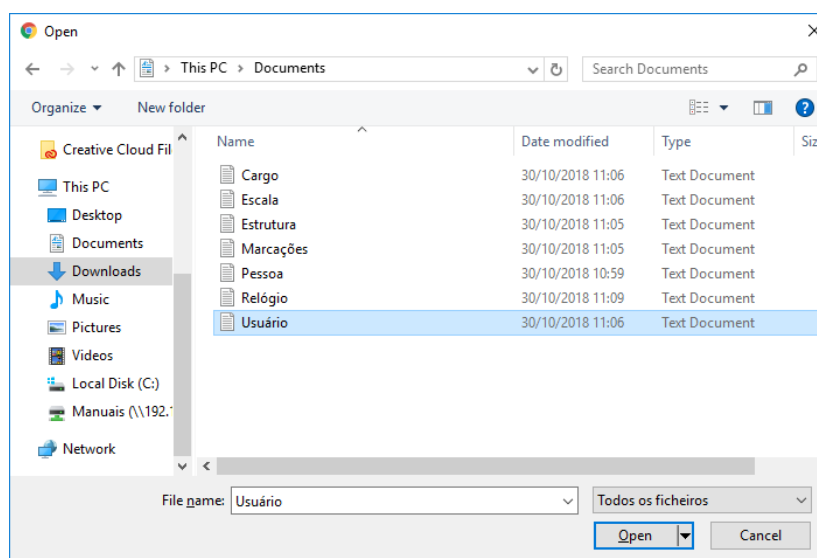 Open
This PC > Documents
Search Documents
Organize
New folder
Name
Date modified
Type
Siz
Creative Cloud Fil
This PC
Desktop
Documents
Downloads
Music
Pictures
Videos
Local Disk (C:)
Manuais (\\192.1
Network
Cargo 30/10/2018 11:06 Text Document
Escala 30/10/2018 11:06 Text Document
Estrutura 30/10/2018 11:05 Text Document
Marcações 30/10/2018 11:05 Text Document
Pessoa 30/10/2018 10:59 Text Document
Relógio 30/10/2018 11:09 Text Document
Usuário 30/10/2018 11:06 Text Document
File name: Usuário
Todos os ficheiros
Open
Cancel